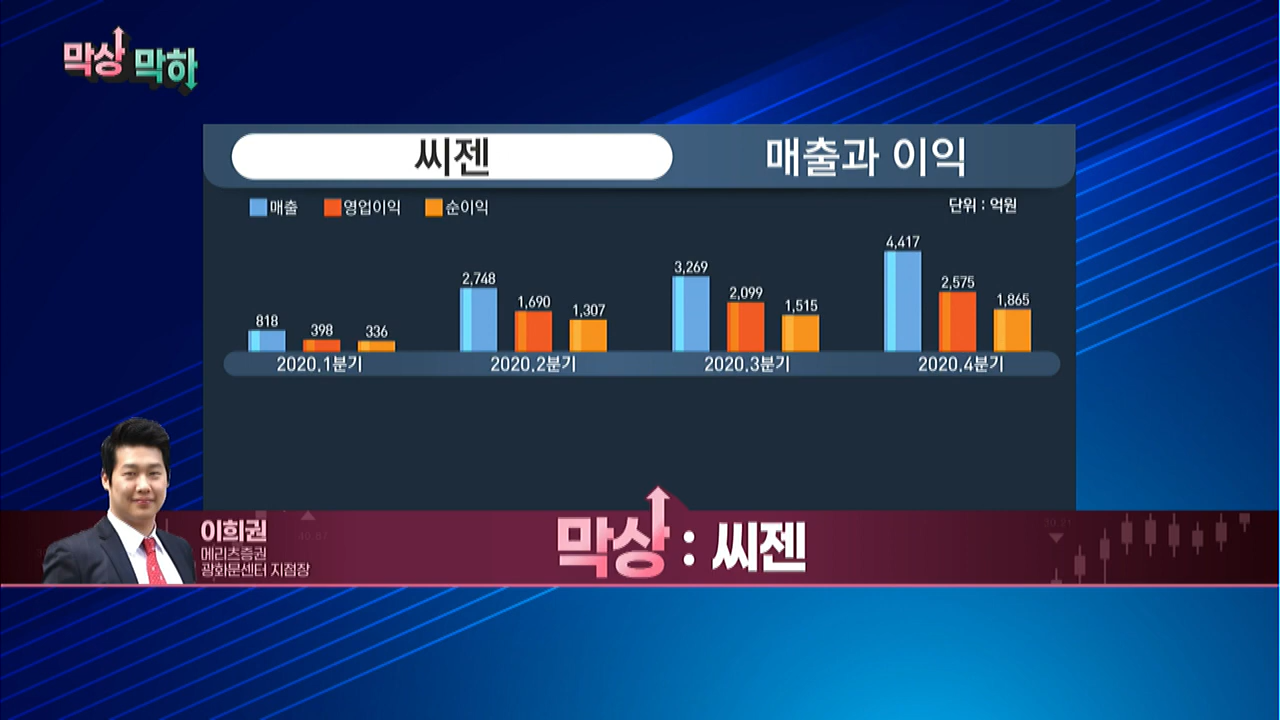 막상 막하
씨젠
매출과 이익
매출 영업이익 순이익
단위 : 억원
818 398 336
2,748 1,690 1,307
3,269 2,099 1,515
4,417 2,575 1,865
2020.1분기 2020.2분기 2020.3분기 2020.4분기
이희권
메리츠증권
광화문센터 지점장
막상 : 씨젠